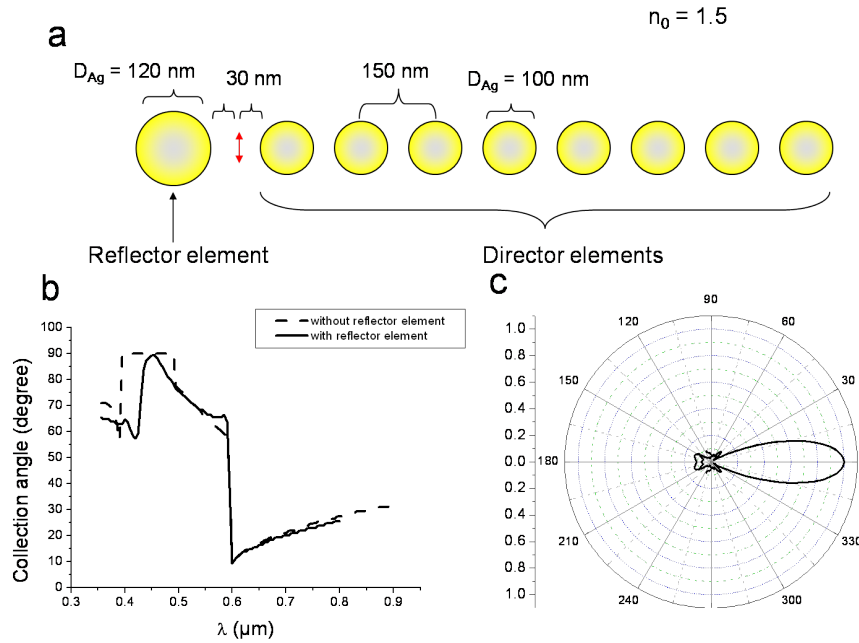 n0 = 1.5
a
DAg = 120 nm
30 nm
150 nm
DAg = 100 nm
Reflector element
Director elements
b
without reflector element
with reflector element
Collection angle (degree)
100
90
80
70
60
50
40
30
20
10
0
0.3 0.4 0.5 0.6 0.7 0.8 0.9
λ (μm)
c
1.0
0.8
0.6
0.4
0.2
0.0
0.2
0.4
0.6
0.8
1.0
90
120 60
150 30
180
210 330
240 300